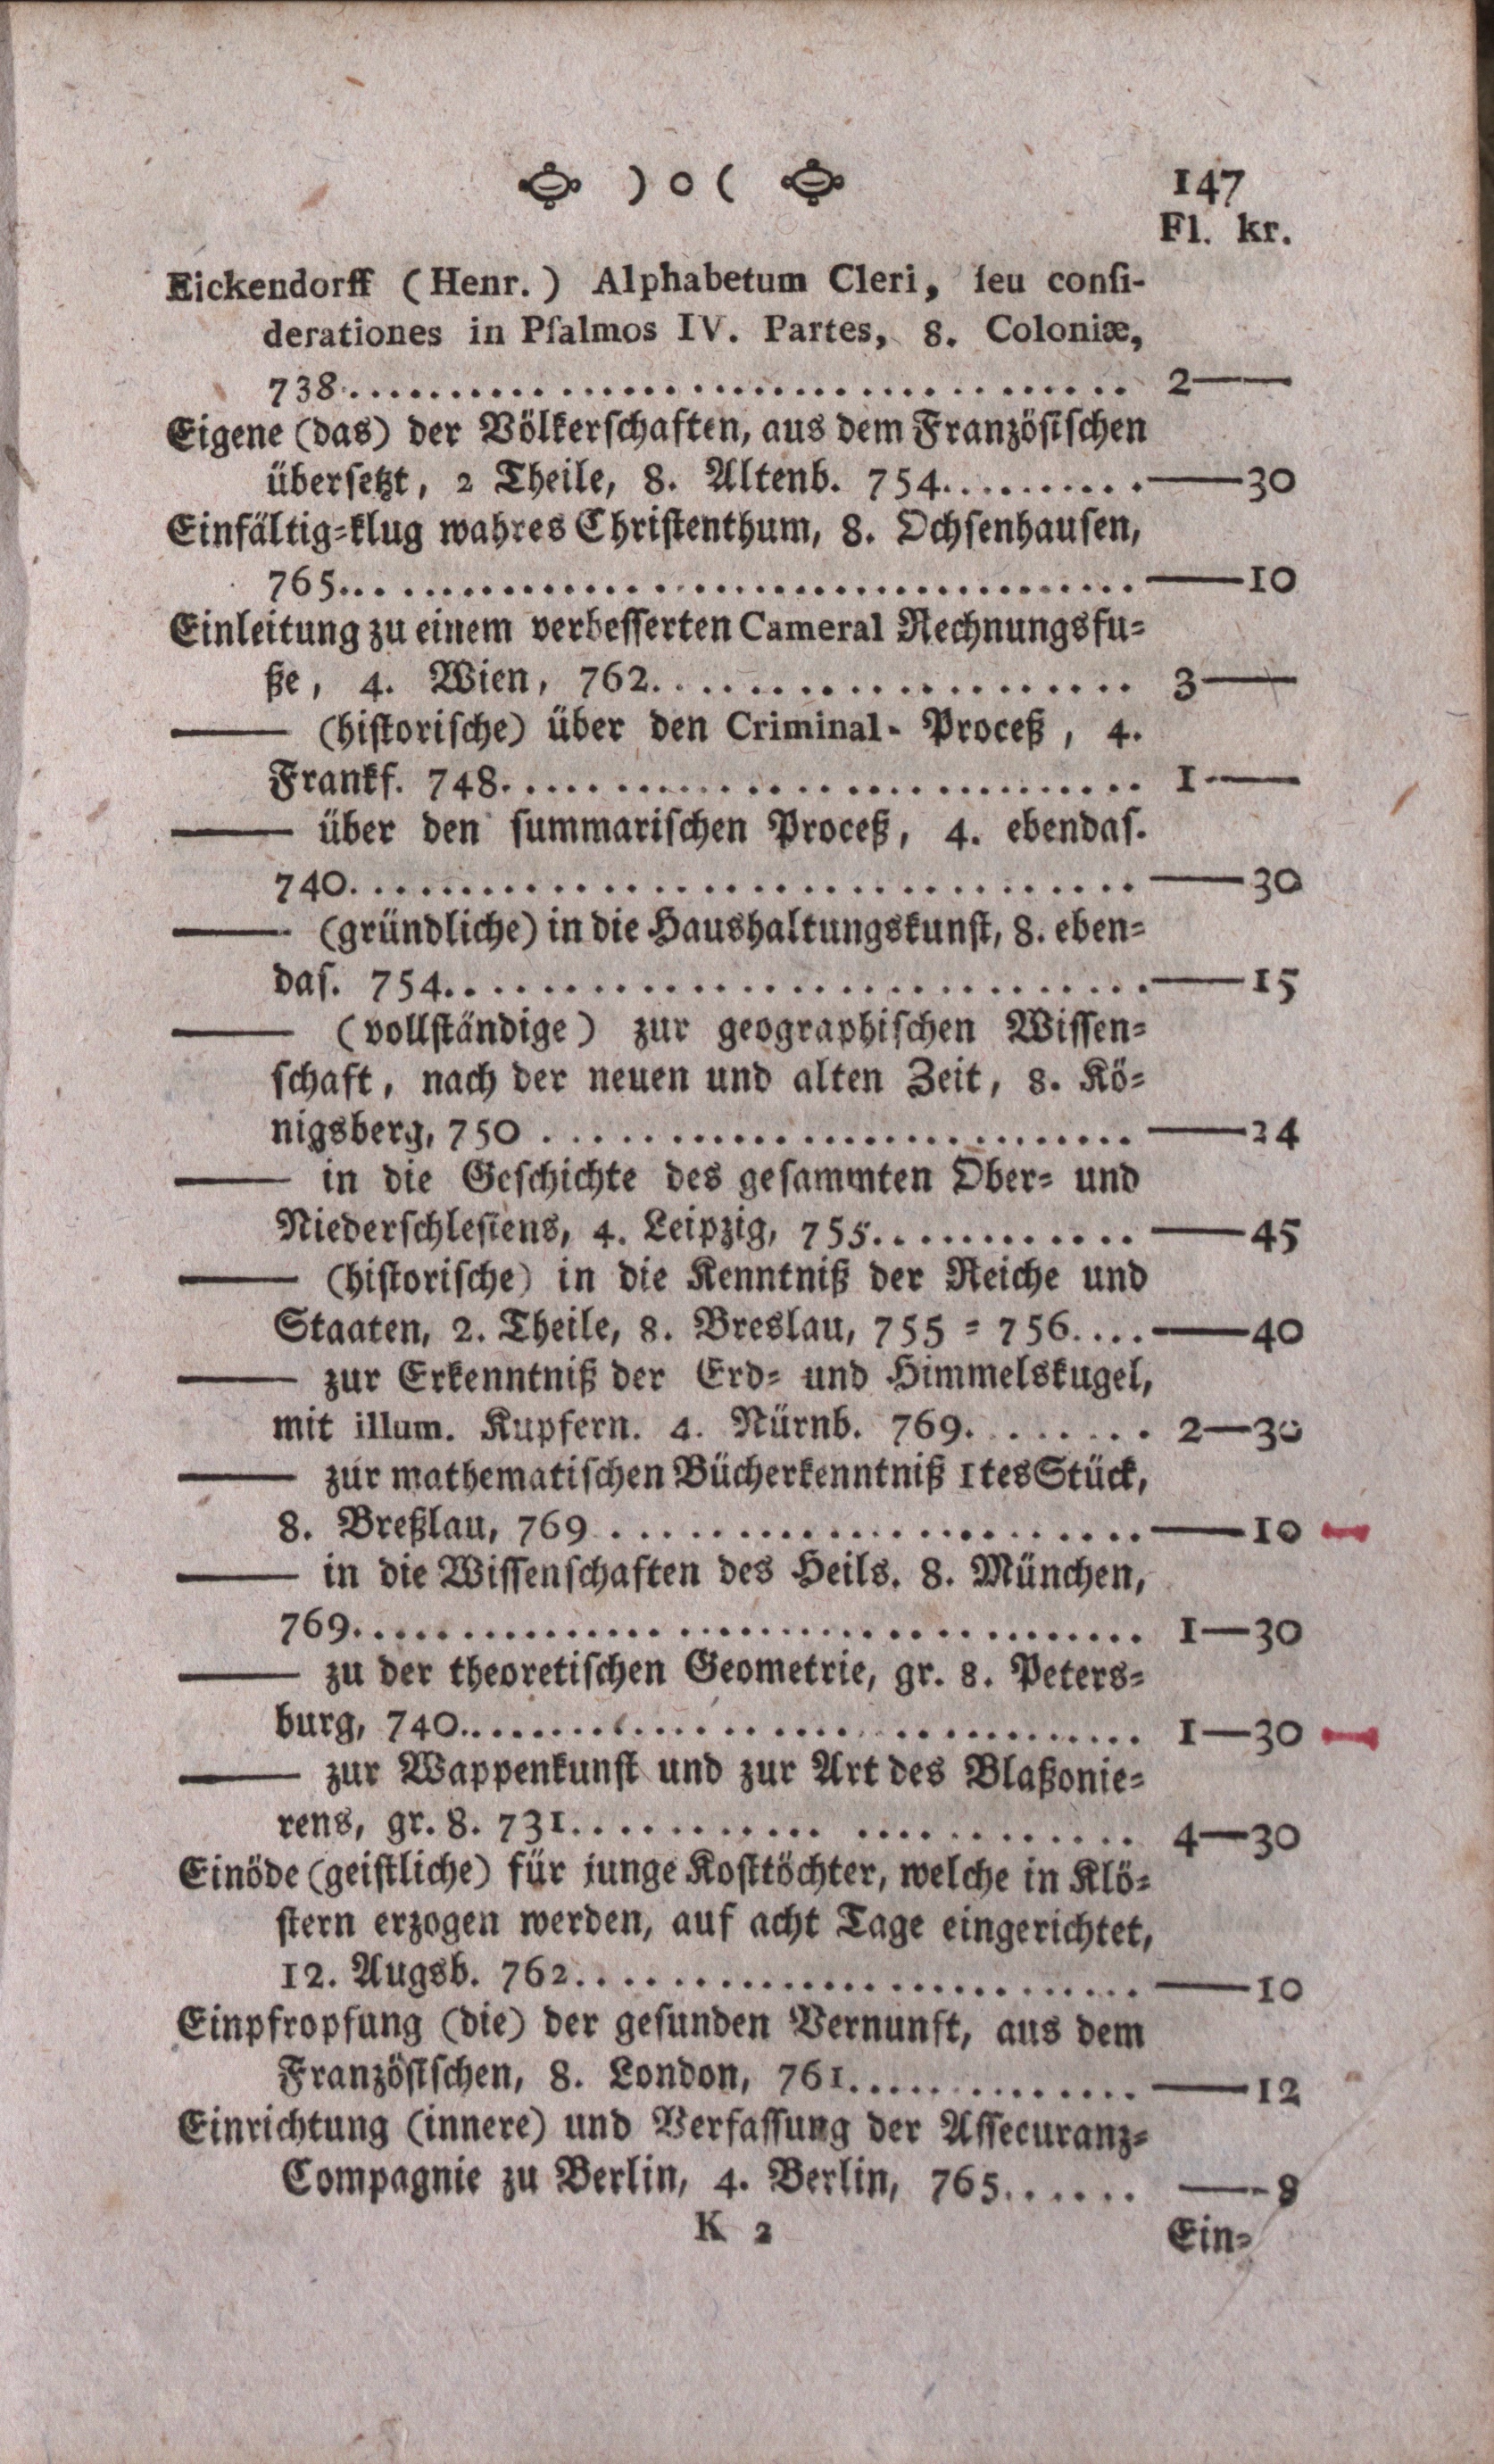 )o( 147
Fl. kr.
Eickendorff (Henr.) Alphabetum Cleri, ſeu conſi-
derationes in Pſalmos IV. Partes, 8. Coloniæ,
738.................................. 2——
Eigene (das) der Völkerſchaften, aus dem Franzöſiſchen
überſetzt, 2 Theile, 8. Altenb. 754.......... ——30
Einfältig-klug wahres Chriſtenthum, 8. Ochſenhauſen,
765.................................. ——10
Einleitung zu einem verbeſſerten Cameral Rechnungsfu-
ße, 4. Wien, 762.................... 3——
—— (hiſtoriſche) über den Criminal-Proceß, 4.
Frankf. 748.......................... 1——
—— über den ſummariſchen Proceß, 4. ebendaſ.
740................................. ——30
—— (gründliche) in die Haushaltungskunſt, 8. eben-
daſ. 754............................. ——15
—— (vollſtändige) zur geographiſchen Wiſſen-
ſchaft, nach der neuen und alten Zeit, 8. Kö-
nigsberg, 750 ........................ ——24
—— in die Geſchichte des geſammten Ober- und
Niederſchleſiens, 4. Leipzig, 755........... ——45
—— (hiſtoriſche) in die Kenntniß der Reiche und
Staaten, 2. Theile, 8. Breslau, 755 - 756.... ——40
—— zur Erkenntniß der Erd- und Himmelskugel,
mit illum. Kupfern. 4. Nürnb. 769........ 2—30
—— zur mathematiſchen Bücherkenntniß 1tes Stück,
8. Breßlau, 769 ...................... ——10
—— in die Wiſſenſchaften des Heils. 8. München,
769................................. 1—30
—— zu der theoretiſchen Geometrie, gr. 8. Peters-
burg, 740............................ 1—30
—— zur Wappenkunſt und zur Art des Blaßonie-
rens, gr. 8. 731....................... 4—30
Einöde (geiſtliche) für junge Koſttöchter, welche in Klö-
ſtern erzogen werden, auf acht Tage eingerichtet,
12. Augsb. 762....................... ——10
Einpfropfung (die) der geſunden Vernunft, aus dem
Franzöſiſchen, 8. London, 761............. ——12
Einrichtung (innere) und Verfaſſung der Aſſecuranz-
Compagnie zu Berlin, 4. Berlin, 765...... ——8
K 2 Ein-